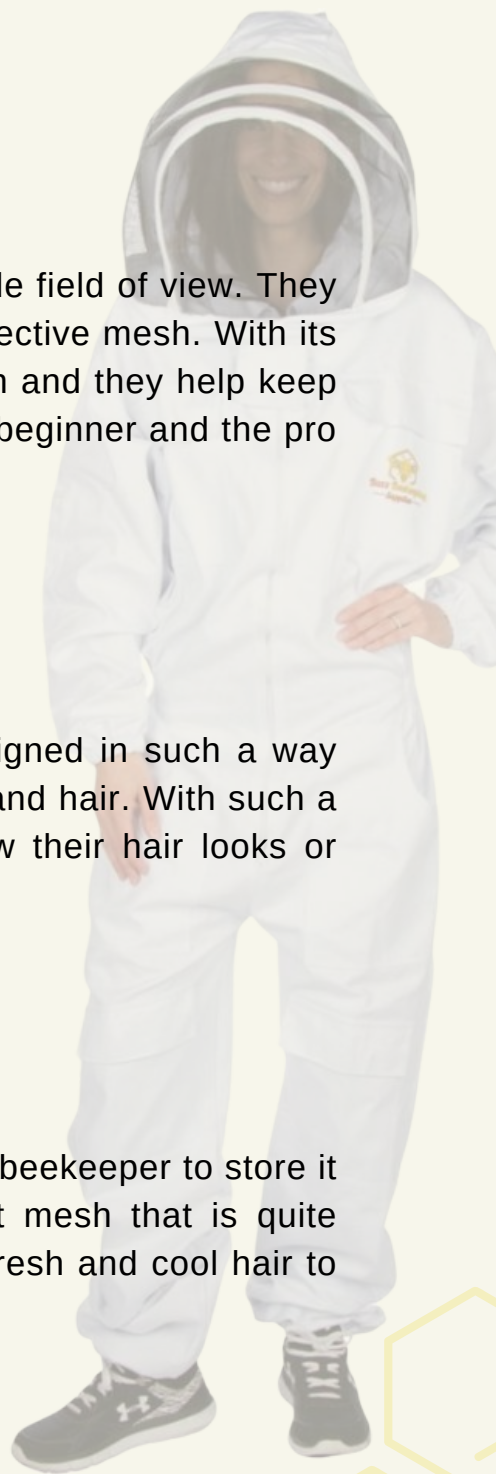 le field of view. They
ective mesh. With its
n and they help keep
beginner and the pro
igned in such a way
and hair. With such a
w their hair looks or
beekeeper to store it
t mesh that is quite
resh and cool hair to